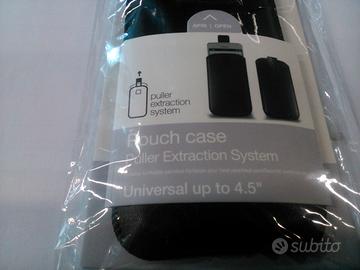 APRI | OPEN
puller
extraction
system
Pouch case
Puller Extraction System
Universal up to 4.5"
subito